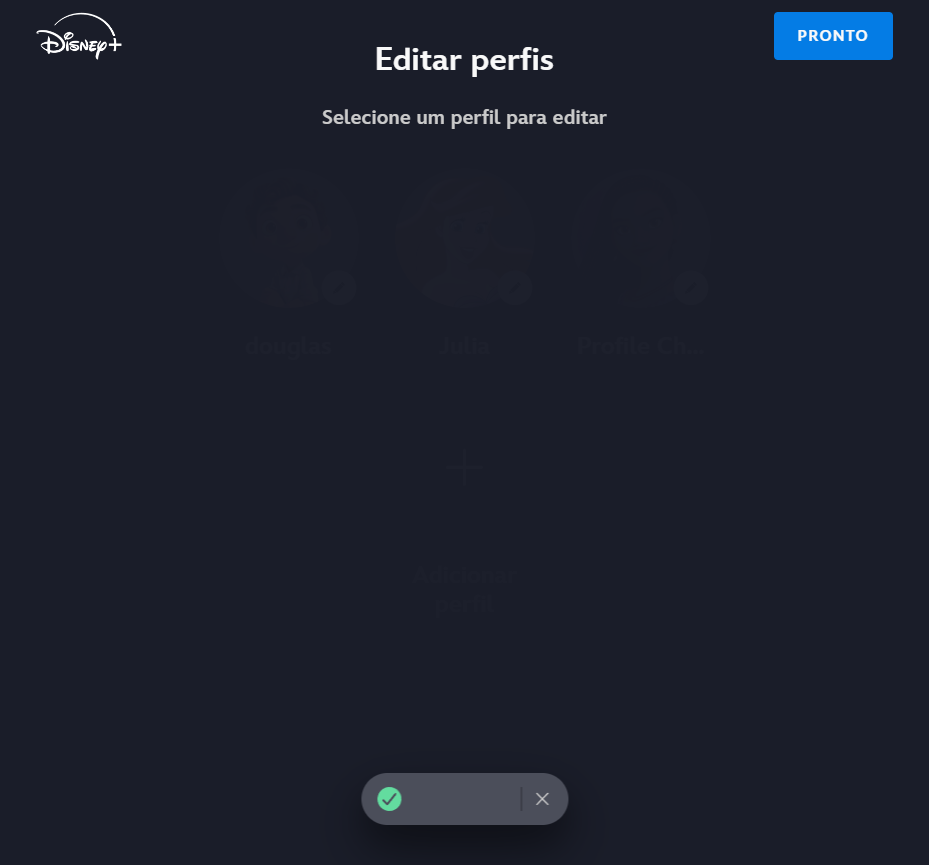 Disney+
PRONTO
Editar perfis
Selecione um perfil para editar
douglas
Julia
Profile Ch...
Adicionar
perfil